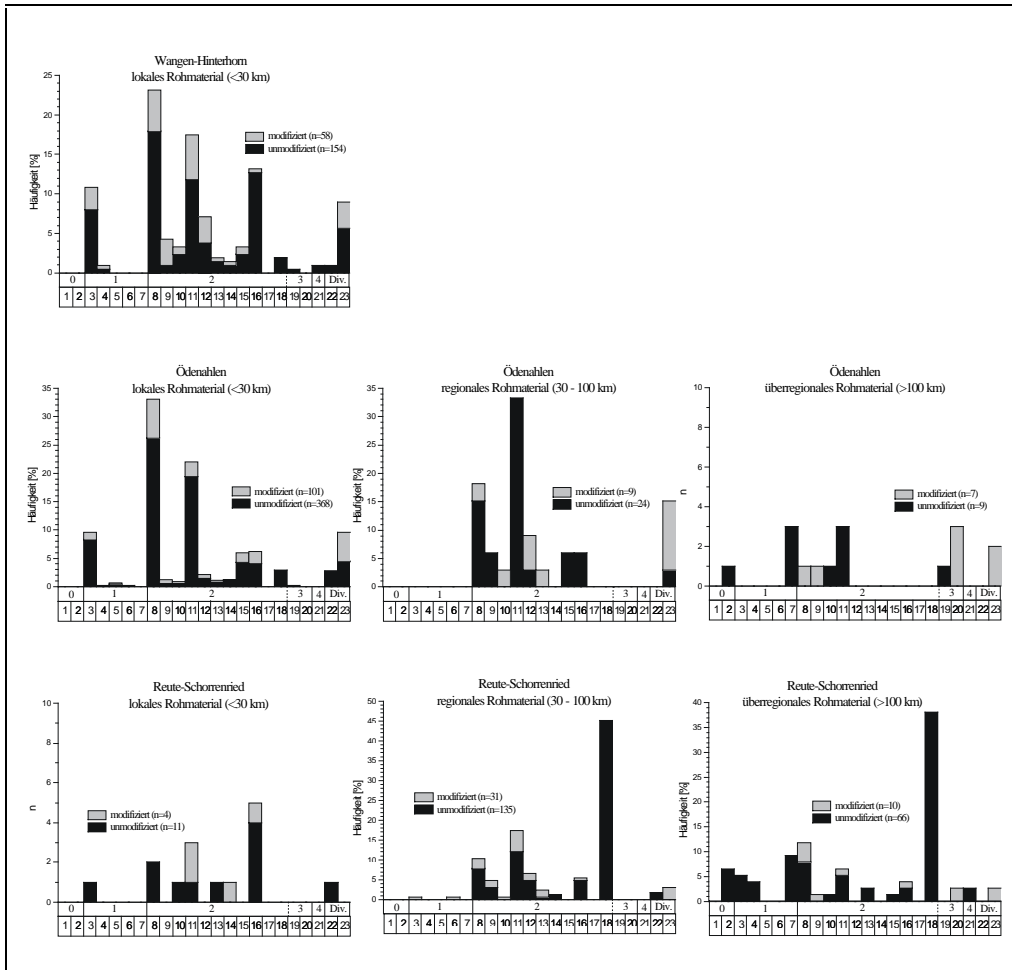 Wangen-Hinterhorn
lokales Rohmaterial (<30 km)
25
20
15
10
5
0
Häufigkeit [%]
modifiziert (n=58)
unmodifiziert (n=154)
0 1 2 3 4 Div.
1 2 3 4 5 6 7 8 9 10 11 12 13 14 15 16 17 18 19 20 21 22 23
Ödenahlen
lokales Rohmaterial (<30 km)
35
30
25
20
15
10
5
0
Häufigkeit [%]
modifiziert (n=101)
unmodifiziert (n=368)
0 1 2 3 4 Div.
1 2 3 4 5 6 7 8 9 10 11 12 13 14 15 16 17 18 19 20 21 22 23
Ödenahlen
regionales Rohmaterial (30 - 100 km)
35
30
25
20
15
10
5
0
Häufigkeit [%]
modifiziert (n=9)
unmodifiziert (n=24)
0 1 2 3 4 Div.
1 2 3 4 5 6 7 8 9 10 11 12 13 14 15 16 17 18 19 20 21 22 23
Ödenahlen
überregionales Rohmaterial (>100 km)
10
8
6
4
2
0
n
modifiziert (n=7)
unmodifiziert (n=9)
0 1 2 3 4 Div.
1 2 3 4 5 6 7 8 9 10 11 12 13 14 15 16 17 18 19 20 21 22 23
Reute-Schorrenried
lokales Rohmaterial (<30 km)
10
8
6
4
2
0
n
modifiziert (n=4)
unmodifiziert (n=11)
0 1 2 3 4 Div.
1 2 3 4 5 6 7 8 9 10 11 12 13 14 15 16 17 18 19 20 21 22 23
Reute-Schorrenried
regionales Rohmaterial (30 - 100 km)
50
45
40
35
30
25
20
15
10
5
0
Häufigkeit [%]
modifiziert (n=31)
unmodifiziert (n=135)
0 1 2 3 4 Div.
1 2 3 4 5 6 7 8 9 10 11 12 13 14 15 16 17 18 19 20 21 22 23
Reute-Schorrenried
überregionales Rohmaterial (>100 km)
40
35
30
25
20
15
10
5
0
Häufigkeit [%]
modifiziert (n=10)
unmodifiziert (n=66)
0 1 2 3 4 Div.
1 2 3 4 5 6 7 8 9 10 11 12 13 14 15 16 17 18 19 20 21 22 23